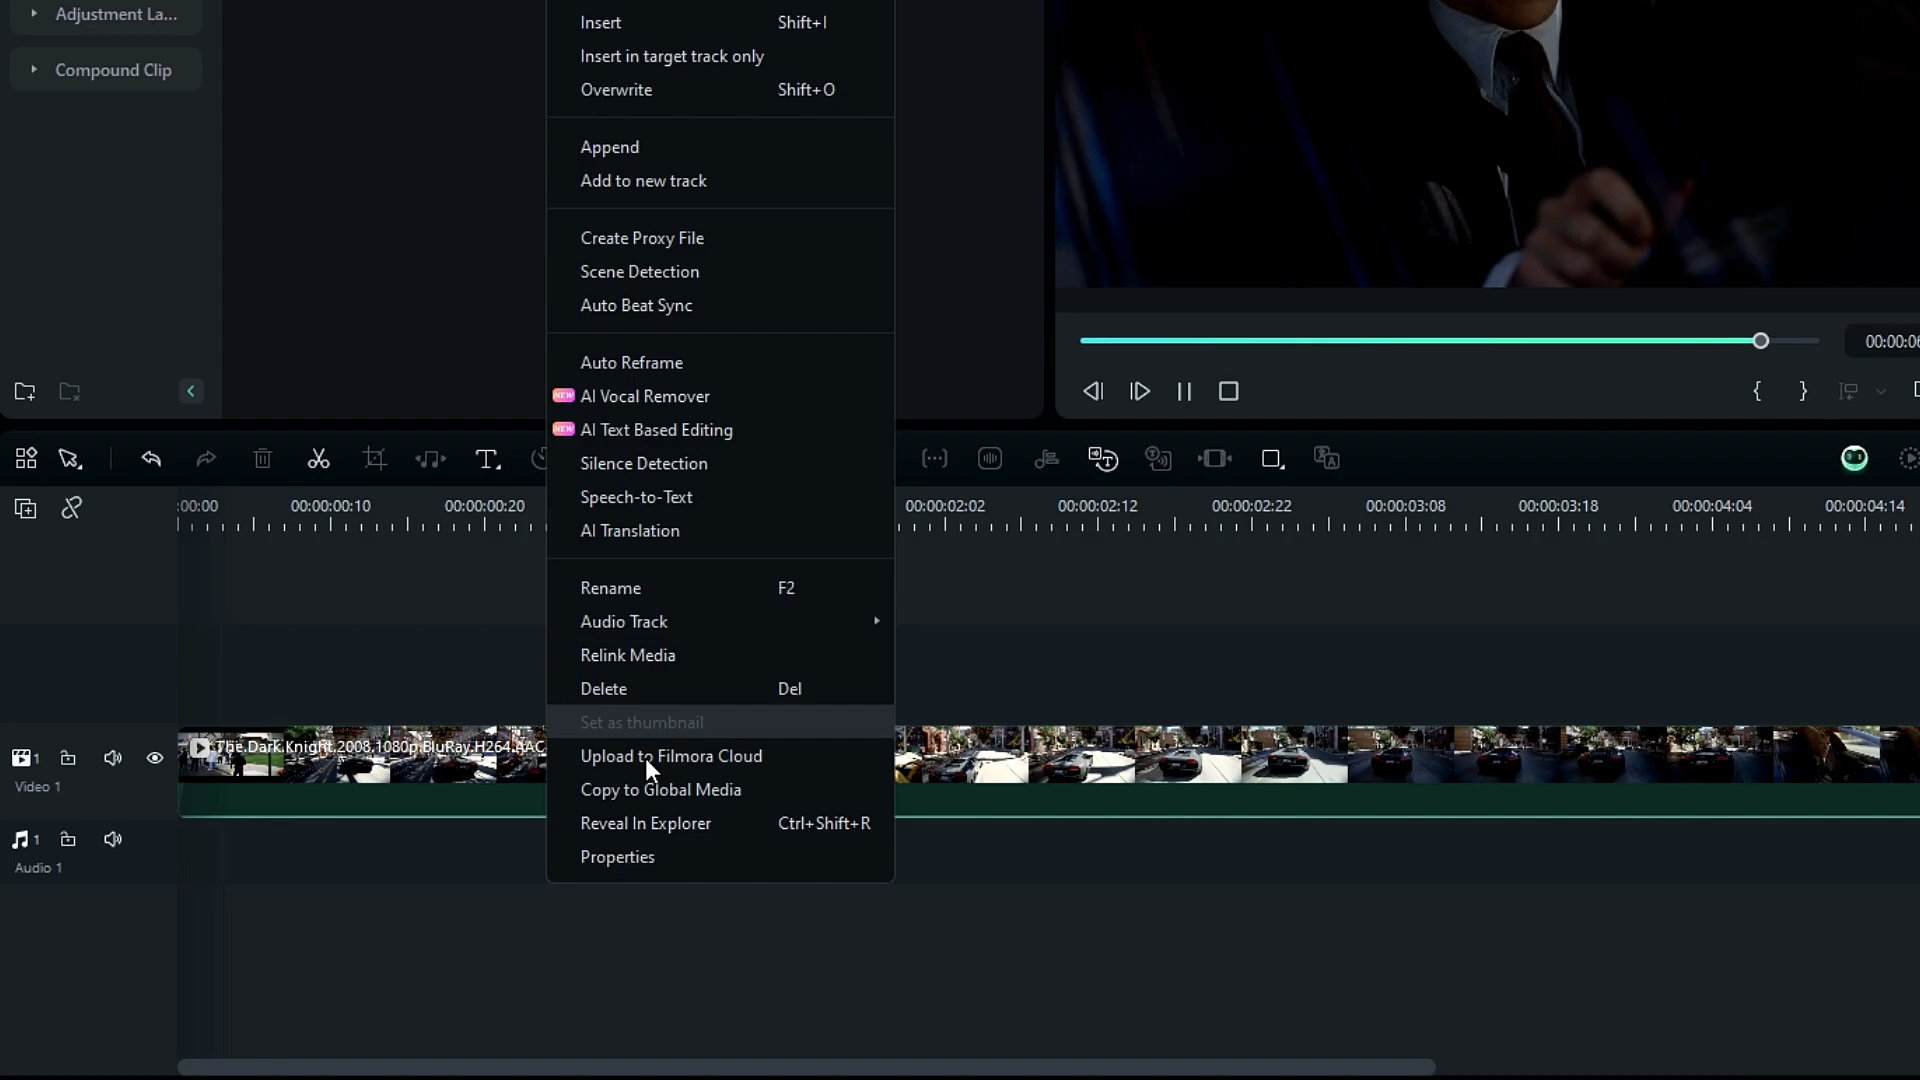 Adjustment La...
Compound Clip
Insert Shift+I
Insert in target track only
Overwrite Shift+O
Append
Add to new track
Create Proxy File
Scene Detection
Auto Beat Sync
Auto Reframe
NEW AI Vocal Remover
NEW AI Text Based Editing
Silence Detection
Speech-to-Text
AI Translation
Rename F2
Audio Track
Relink Media
Delete Del
Set as thumbnail
Upload to Filmora Cloud
Copy to Global Media
Reveal In Explorer Ctrl+Shift+R
Properties
00:00:06
:00:00 00:00:00:10 00:00:00:20 00:00:02:02 00:00:02:12 00:00:02:22 00:00:03:08 00:00:03:18 00:00:04:04 00:00:04:14
The.Dark.Knight.2008.1080p.BluRay.H264.AAC
1
Video 1
1
Audio 1